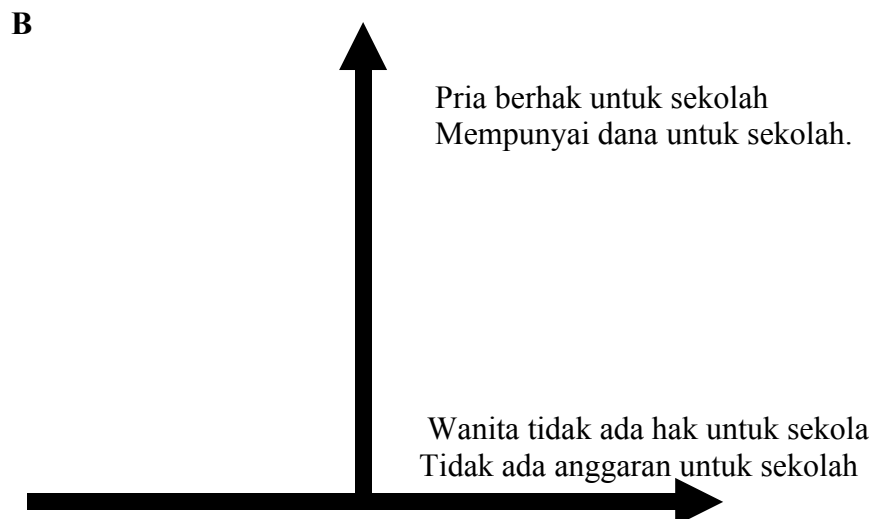 B
Pria berhak untuk sekolah
Mempunyai dana untuk sekolah.
Wanita tidak ada hak untuk sekola
Tidak ada anggaran untuk sekolah